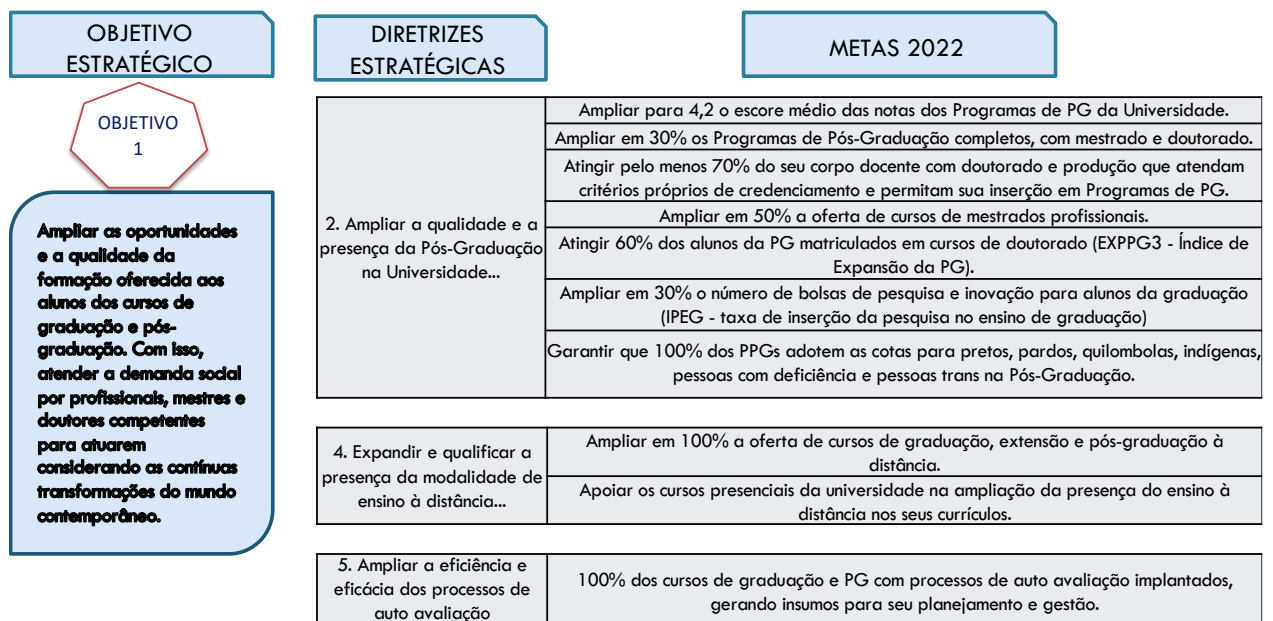 OBJETIVO
ESTRATÉGICO
DIRETRIZES
ESTRATÉGICAS
METAS 2022
OBJETIVO
1
Ampliar as oportunidades
e a qualidade da
formação oferecida aos
alunos dos cursos de
graduação e pós-
graduação. Com isso,
atender a demanda social
por profissionais, mestres e
doutores competentes
para atuarem
considerando as contínuas
transformações do mundo
contemporâneo.
2. Ampliar a qualidade e a
presença da Pós-Graduação
na Universidade...
Ampliar para 4,2 o escore médio das notas dos Programas de PG da Universidade.
Ampliar em 30% os Programas de Pós-Graduação completos, com mestrado e doutorado.
Atingir pelo menos 70% do seu corpo docente com doutorado e produção que atendam
critérios próprios de credenciamento e permitam sua inserção em Programas de PG.
Ampliar em 50% a oferta de cursos de mestrados profissionais.
Atingir 60% dos alunos da PG matriculados em cursos de doutorado (EXPPG3 - Índice de
Expansão da PG).
Ampliar em 30% o número de bolsas de pesquisa e inovação para alunos da graduação
(IPEG - taxa de inserção da pesquisa no ensino de graduação)
Garantir que 100% dos PPGs adotem as cotas para pretos, pardos, quilombolas, indígenas,
pessoas com deficiência e pessoas trans na Pós-Graduação.
4. Expandir e qualificar a
presença da modalidade de
ensino à distância...
Ampliar em 100% a oferta de cursos de graduação, extensão e pós-graduação à
distância.
Apoiar os cursos presenciais da universidade na ampliação da presença do ensino à
distância nos seus currículos.
5. Ampliar a eficiência e
eficácia dos processos de
auto avaliação
100% dos cursos de graduação e PG com processos de auto avaliação implantados,
gerando insumos para seu planejamento e gestão.